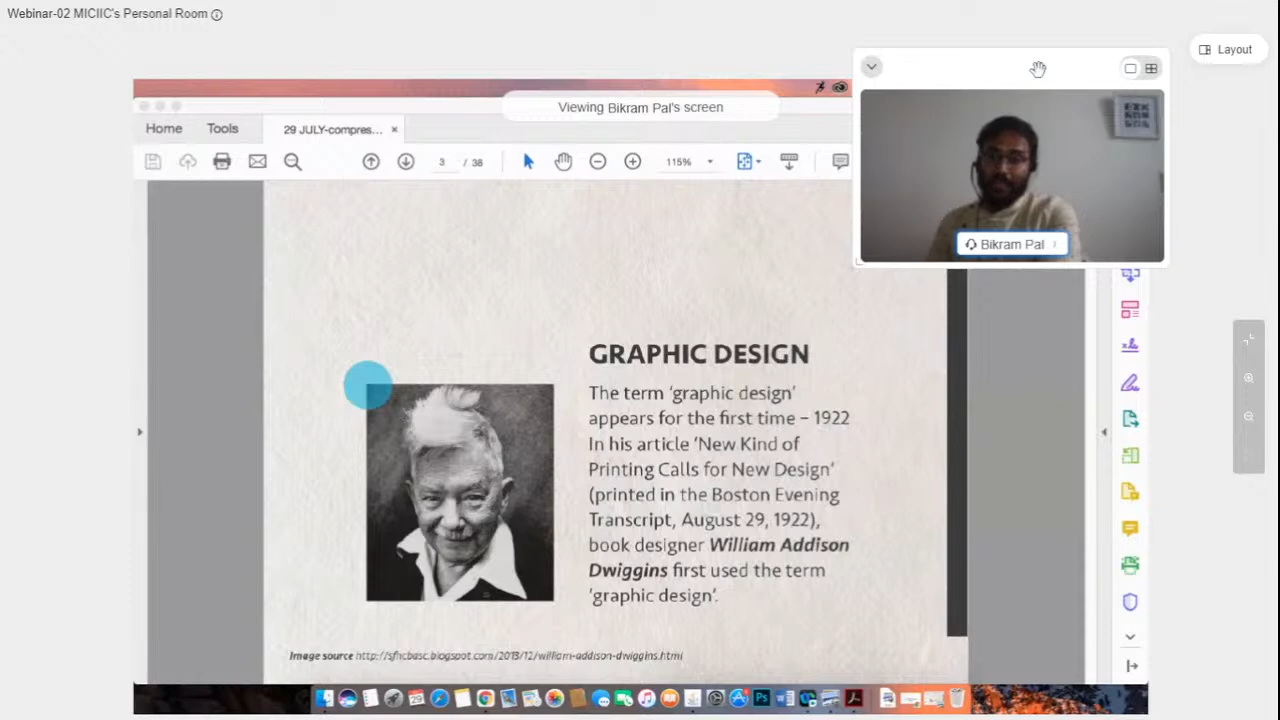 Webinar-02 MICIIC's Personal Room
Layout
Viewing Bikram Pal's screen
Home Tools 29 JULY-compres... ×
3 / 38 115%
Bikram Pal
GRAPHIC DESIGN
The term ‘graphic design’
appears for the first time – 1922
In his article ‘New Kind of
Printing Calls for New Design’
(printed in the Boston Evening
Transcript, August 29, 1922),
book designer William Addison
Dwiggins first used the term
‘graphic design’.
Image source http://sfhcbasc.blogspot.com/2018/12/william-addison-dwiggins.html